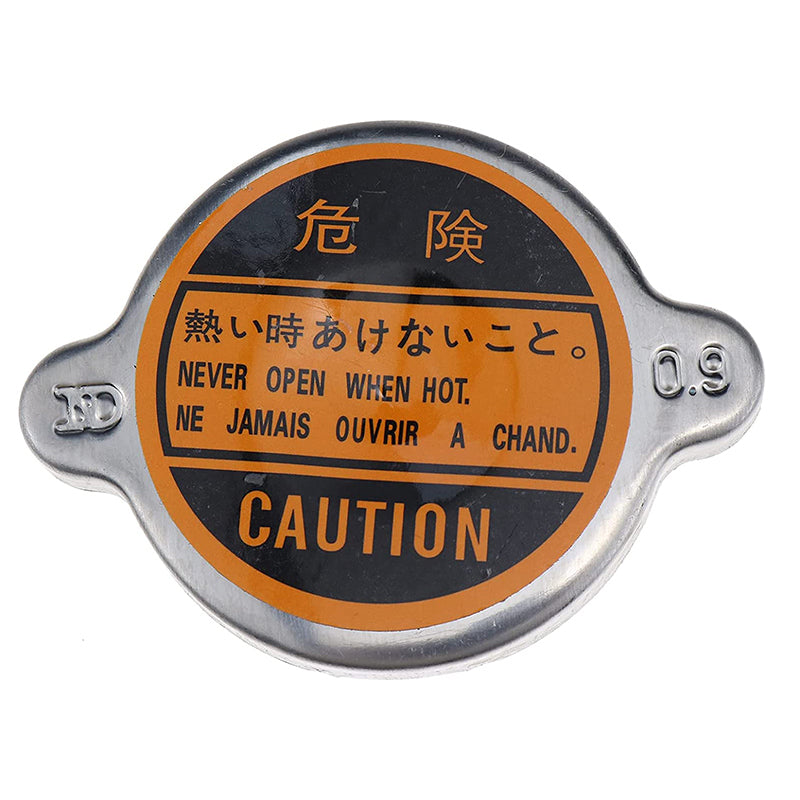 危険
熱い時あけないこと。
NEVER OPEN WHEN HOT.
NE JAMAIS OUVRIR A CHAND.
CAUTION
ND
0.9